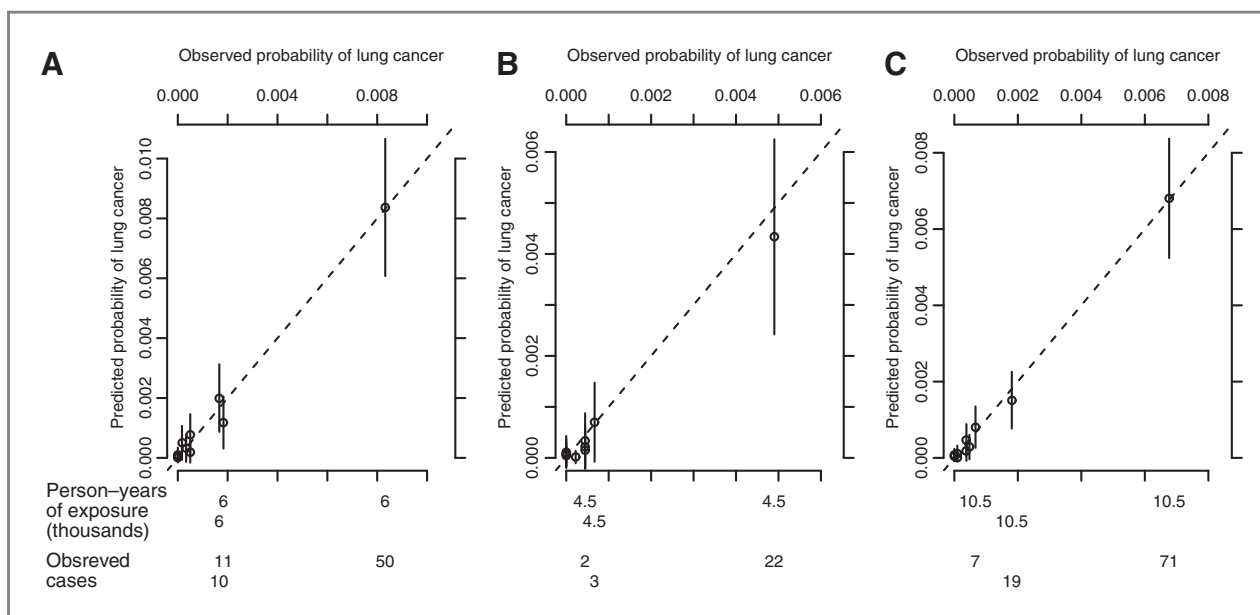 A
Observed probability of lung cancer
0.000 0.004 0.008
Predicted probability of lung cancer
0.000 0.002 0.004 0.006 0.008 0.010
B
Observed probability of lung cancer
0.000 0.002 0.004 0.006
Predicted probability of lung cancer
0.000 0.002 0.004 0.006
C
Observed probability of lung cancer
0.000 0.002 0.004 0.006 0.008
Predicted probability of lung cancer
0.000 0.002 0.004 0.006 0.008
Person–years
of exposure
(thousands)
6 6 4.5 4.5 10.5 10.5
6 4.5 10.5
Obsreved
cases
11 50 2 22 7 71
10 3 19